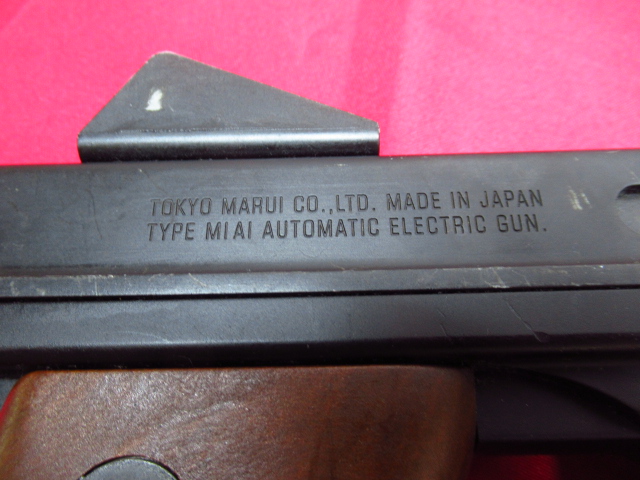 TOKYO MARUI CO.,LTD. MADE IN JAPAN
TYPE M1A1 AUTOMATIC ELECTRIC GUN.